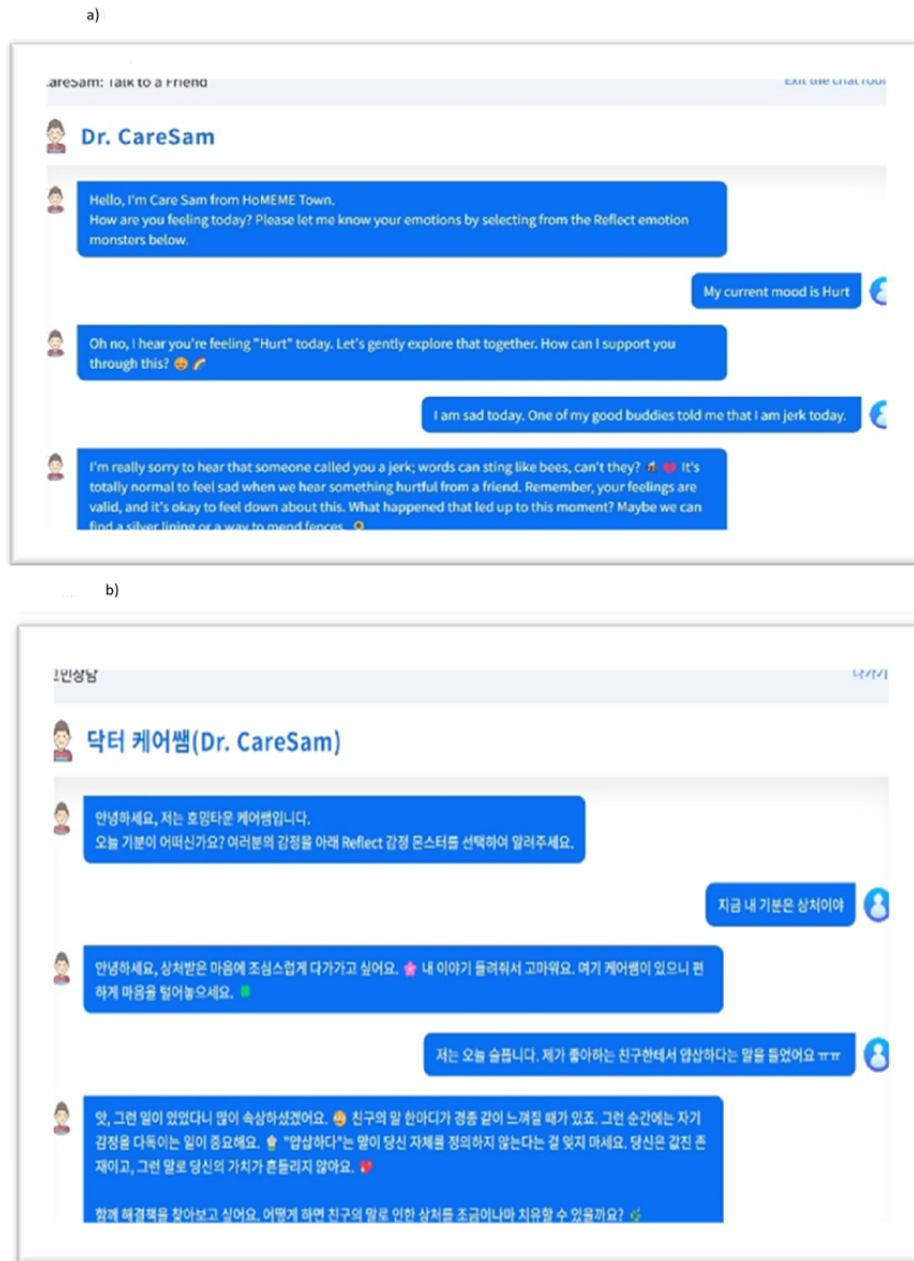 a)
CareSam: Talk to a Friend
Exit the chat room
Dr. CareSam
Hello, I'm Care Sam from HoMEME Town.
How are you feeling today? Please let me know your emotions by selecting from the Reflect emotion
monsters below.
My current mood is Hurt
Oh no, I hear you're feeling "Hurt" today. Let's gently explore that together. How can I support you
through this?
I am sad today. One of my good buddies told me that I am jerk today.
I'm really sorry to hear that someone called you a jerk; words can sting like bees, can't they? It's
totally normal to feel sad when we hear something hurtful from a friend. Remember, your feelings are
valid, and it's okay to feel down about this. What happened that led up to this moment? Maybe we can
find a silver lining or a way to mend fences.
b)
고민상담
나가기
닥터 케어쌤(Dr. CareSam)
안녕하세요, 저는 호밈타운 케어쌤입니다.
오늘 기분이 어떠신가요? 여러분의 감정을 아래 Reflect 감정 몬스터를 선택하여 알려주세요.
지금 내 기분은 상처이야
안녕하세요, 상처받은 마음에 조심스럽게 다가가고 싶어요. 🌸 내 이야기 들려줘서 고마워요. 여기 케어쌤이 있으니 편
하게 마음을 털어놓으세요. 🍀
저는 오늘 슬픕니다. 제가 좋아하는 친구한테서 얍삽하다는 말을 들었어요 ㅠㅠ
앗, 그런 일이 있었다니 많이 속상하셨겠어요. 친구의 말 한마디가 경종 같이 느껴질 때가 있죠. 그런 순간에는 자기
감정을 다독이는 일이 중요해요. "얍삽하다"는 말이 당신 자체를 정의하지 않는다는 걸 잊지 마세요. 당신은 값진 존
재이고, 그런 말로 당신의 가치가 흔들리지 않아요.
함께 해결책을 찾아보고 싶어요. 어떻게 하면 친구의 말로 인한 상처를 조금이나마 치유할 수 있을까요?